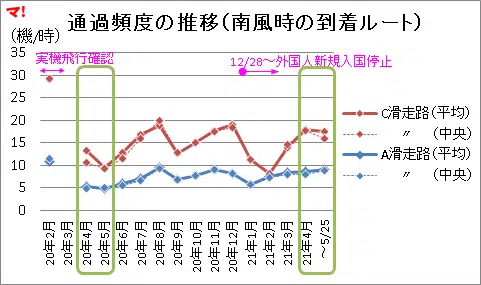 マ!
通過頻度の推移(南風時の到着ルート)
(機/時)
実機飛行確認
12/28～外国人新規入国停止
35
30
25
20
15
10
5
0
C滑走路(平均)
〃 (中央)
A滑走路(平均)
〃 (中央)
20年2月
20年3月
20年4月
20年5月
20年6月
20年7月
20年8月
20年9月
20年10月
20年11月
20年12月
21年1月
21年2月
21年3月
21年4月
～5/25